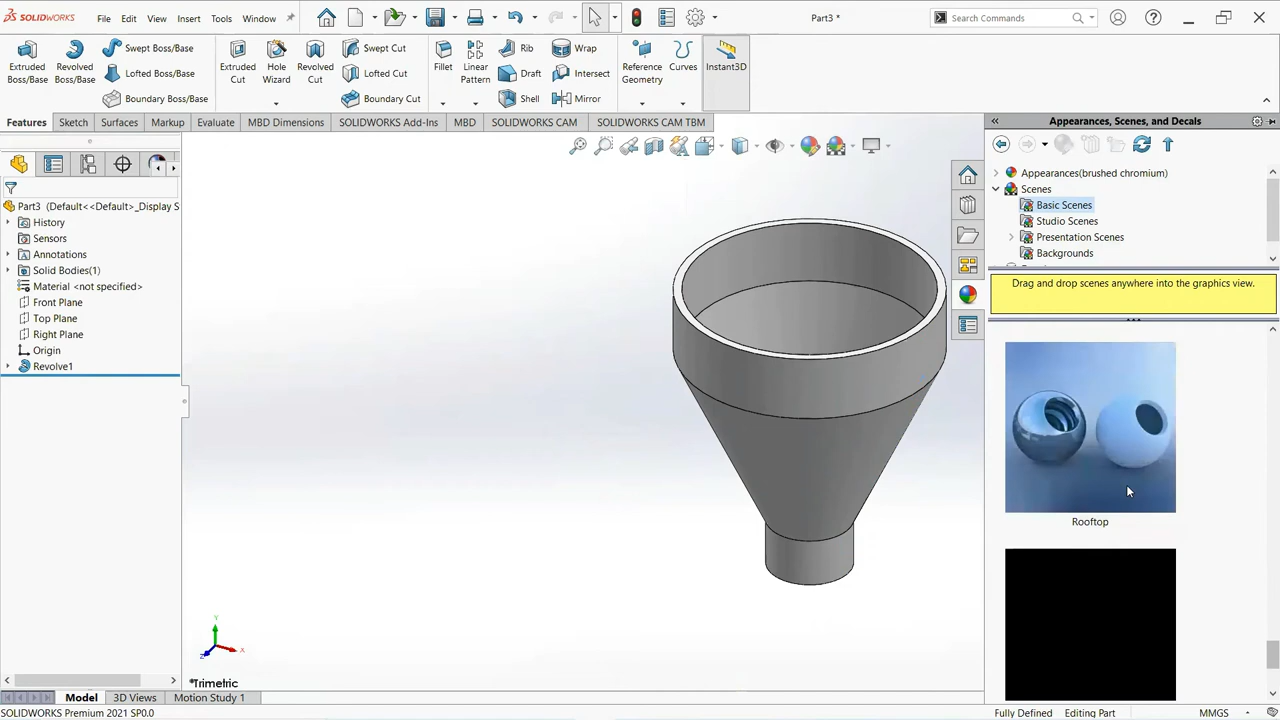 SOLIDWORKS File Edit View Insert Tools Window Part3 * Search Commands
Extruded Boss/Base
Revolved Boss/Base
Swept Boss/Base
Lofted Boss/Base
Boundary Boss/Base
Extruded Cut
Hole Wizard
Revolved Cut
Swept Cut
Lofted Cut
Boundary Cut
Fillet
Linear Pattern
Rib
Draft
Shell
Wrap
Intersect
Mirror
Reference Geometry
Curves
Instant3D
Features Sketch Surfaces Markup Evaluate MBD Dimensions SOLIDWORKS Add-Ins MBD SOLIDWORKS CAM SOLIDWORKS CAM TBM
Part3 (Default<<Default>_Display S
History
Sensors
Annotations
Solid Bodies(1)
Material <not specified>
Front Plane
Top Plane
Right Plane
Origin
Revolve1
Y
X
Z
*Trimetric
Appearances, Scenes, and Decals
Appearances(brushed chromium)
Scenes
Basic Scenes
Studio Scenes
Presentation Scenes
Backgrounds
Drag and drop scenes anywhere into the graphics view.
Rooftop
Model 3D Views Motion Study 1
SOLIDWORKS Premium 2021 SP0.0 Fully Defined Editing Part MMGS